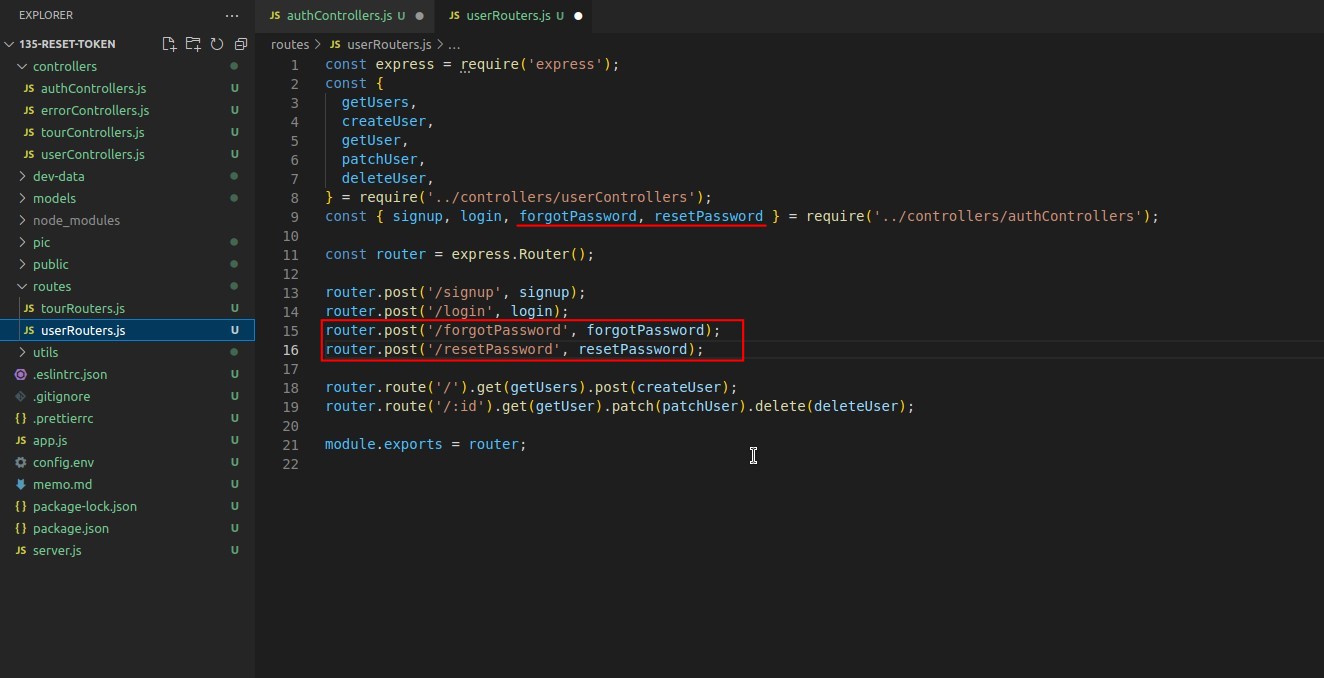 EXPLORER ...
135-RESET-TOKEN
controllers
JS authControllers.js U
JS errorControllers.js U
JS tourControllers.js U
JS userControllers.js U
dev-data
models
node_modules
pic
public
routes
JS tourRouters.js U
JS userRouters.js U
utils
.eslintrc.json U
.gitignore U
{ } .prettierrc U
JS app.js U
config.env U
memo.md U
{ } package-lock.json U
{ } package.json U
JS server.js U
JS authControllers.js U ●
JS userRouters.js U ●
routes > JS userRouters.js > ...
1 const express = require('express');
2 const {
3 getUsers,
4 createUser,
5 getUser,
6 patchUser,
7 deleteUser,
8 } = require('../controllers/userControllers');
9 const { signup, login, forgotPassword, resetPassword } = require('../controllers/authControllers');
10
11 const router = express.Router();
12
13 router.post('/signup', signup);
14 router.post('/login', login);
15 router.post('/forgotPassword', forgotPassword);
16 router.post('/resetPassword', resetPassword);
17
18 router.route('/').get(getUsers).post(createUser);
19 router.route('/:id').get(getUser).patch(patchUser).delete(deleteUser);
20
21 module.exports = router;
22